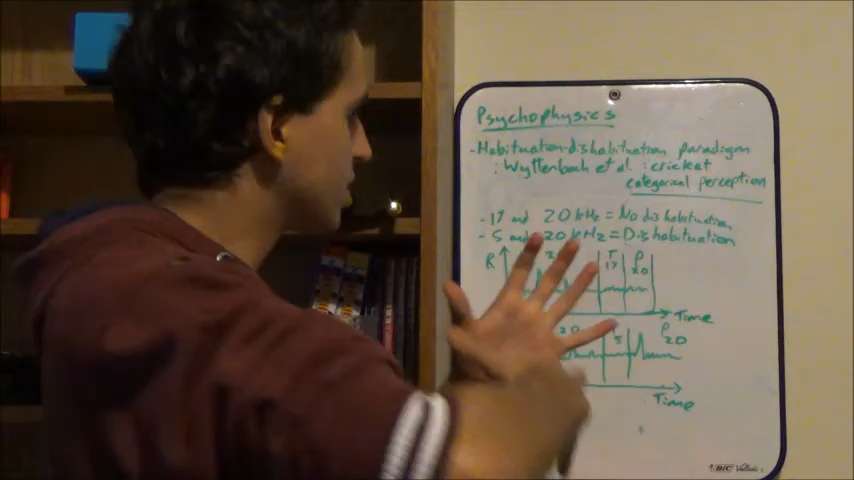 Psychophysics
- Habituation-dishabituation paradigm
: Wyttenbach et al. : cricket
categorical perception
- 17 and 20 kHz = No dishabituation
- 5 and 20 kHz = Dishabituation
R T P
17 20
Time
20 5 P 20
Time
BIC